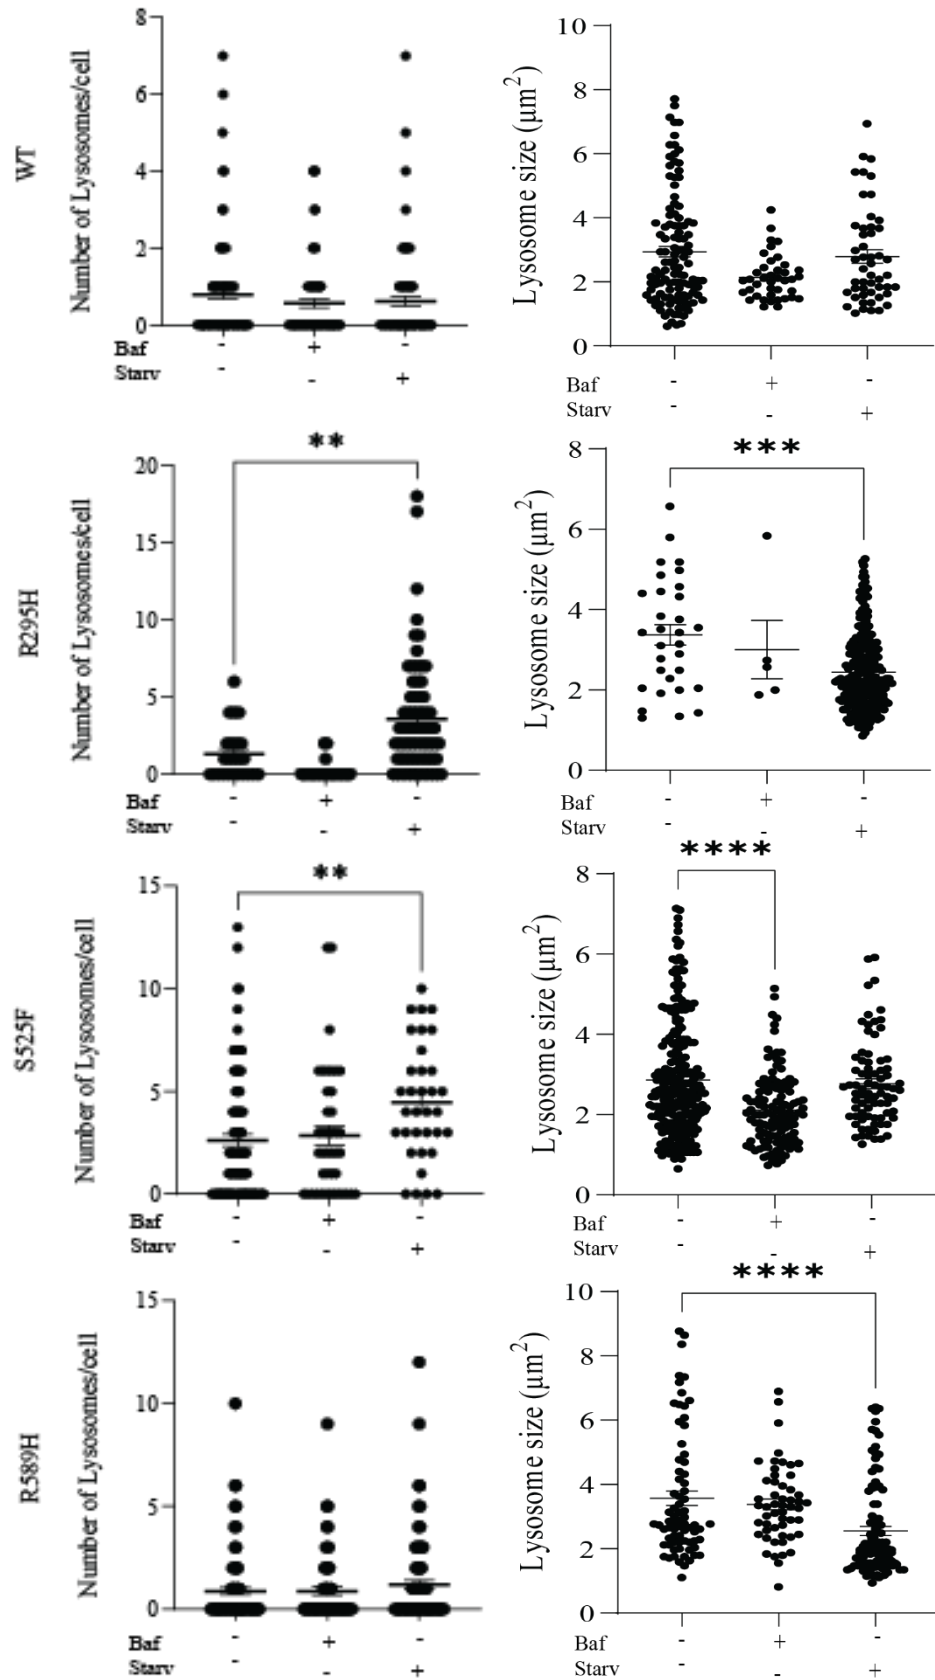 WT
Number of Lysosomes/cell
8
6
4
2
0
Baf - + -
Starv - - +
Lysosome size (μm²)
10
8
6
4
2
0
Baf - + -
Starv - - +
R295H
Number of Lysosomes/cell
20
15
10
5
0
**
Baf - + -
Starv - - +
Lysosome size (μm²)
8
6
4
2
0
***
Baf - + -
Starv - - +
S525F
Number of Lysosomes/cell
15
10
5
0
**
Baf - + -
Starv - - +
Lysosome size (μm²)
8
6
4
2
0
****
Baf - + -
Starv - - +
R589H
Number of Lysosomes/cell
15
10
5
0
Baf - + -
Starv - - +
Lysosome size (μm²)
10
8
6
4
2
0
****
Baf - + -
Starv - - +